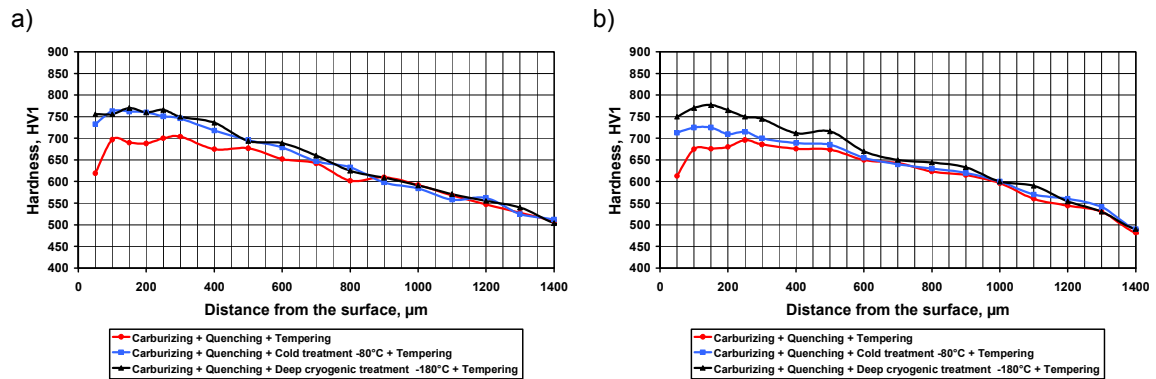 a)
b)
900
850
800
750
700
650
600
550
500
450
400
Hardness, HV1
0 200 400 600 800 1000 1200 1400
Distance from the surface, µm
Carburizing + Quenching + Tempering
Carburizing + Quenching + Cold treatment -80°C + Tempering
Carburizing + Quenching + Deep cryogenic treatment -180°C + Tempering
900
850
800
750
700
650
600
550
500
450
400
Hardness, HV1
0 200 400 600 800 1000 1200 1400
Distance from the surface, µm
Carburizing + Quenching + Tempering
Carburizing + Quenching + Cold treatment -80°C + Tempering
Carburizing + Quenching + Deep cryogenic treatment -180°C + Tempering